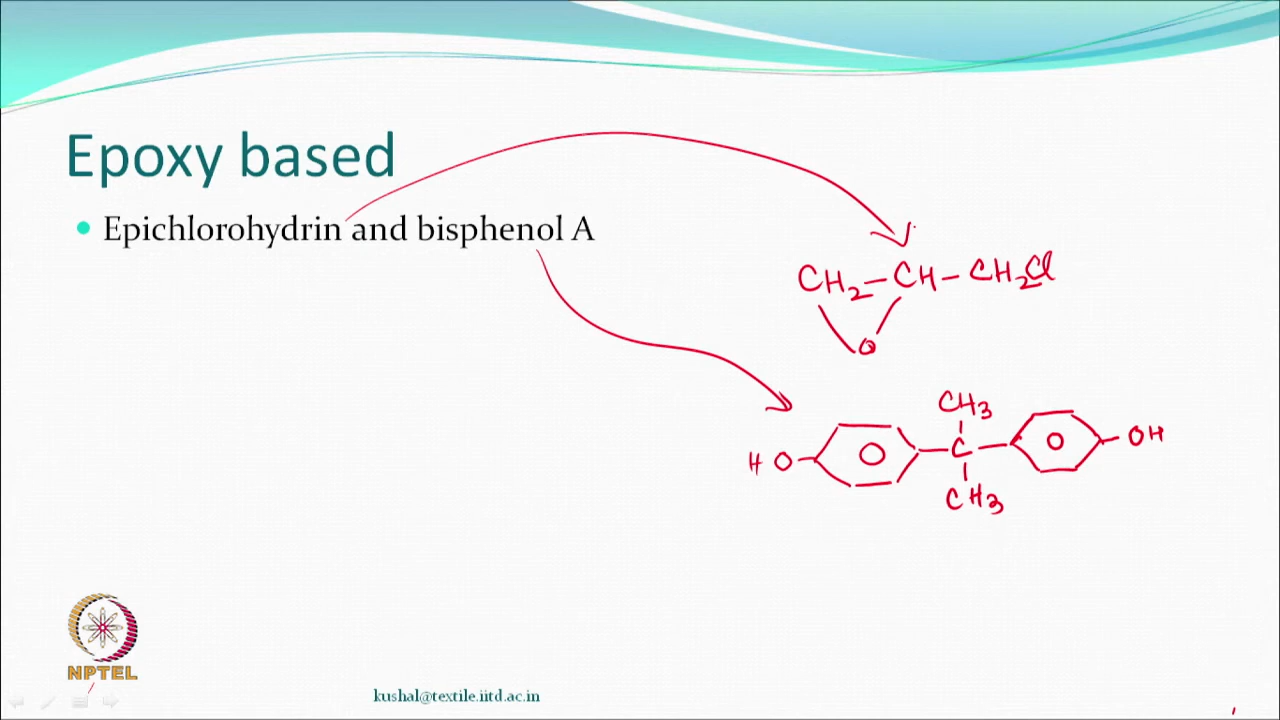 Epoxy based
Epichlorohydrin and bisphenol A
CH2-CH-CH2Cl
O
CH3
HO C OH
CH3
NPTEL
kushal@textile.iitd.ac.in